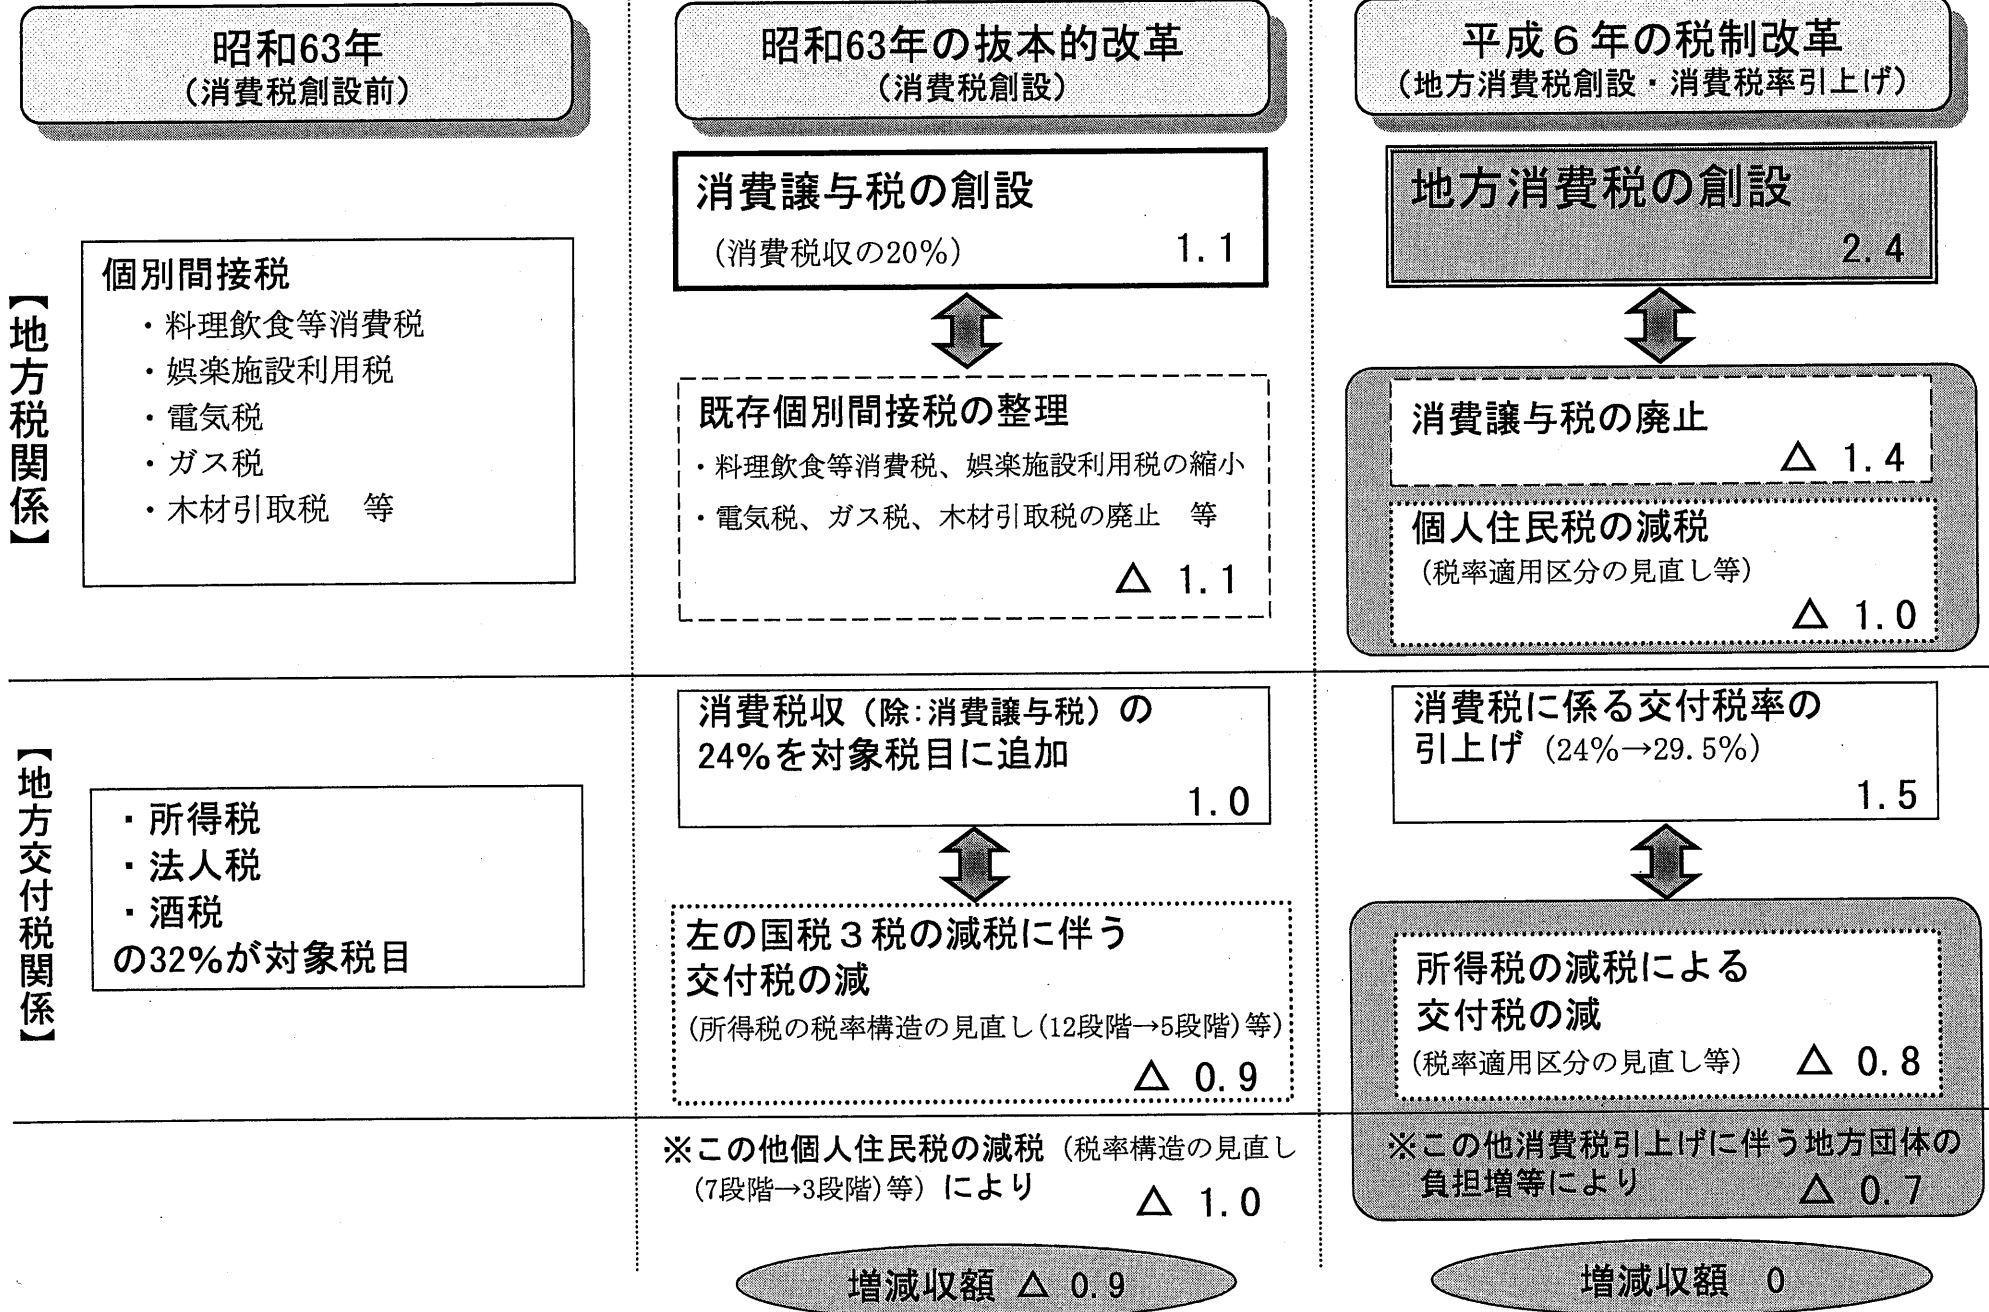 昭和63年
（消費税創設前）
昭和63年の抜本的改革
（消費税創設）
平成６年の税制改革
（地方消費税創設・消費税率引上げ）
【地方税関係】
個別間接税
・料理飲食等消費税
・娯楽施設利用税
・電気税
・ガス税
・木材引取税　等
消費譲与税の創設
（消費税収の20％）　1.1
既存個別間接税の整理
・料理飲食等消費税、娯楽施設利用税の縮小
・電気税、ガス税、木材引取税の廃止　等
△ 1.1
地方消費税の創設
2.4
消費譲与税の廃止
△ 1.4
個人住民税の減税
（税率適用区分の見直し等）
△ 1.0
【地方交付税関係】
・所得税
・法人税
・酒税
の32％が対象税目
消費税収（除:消費譲与税）の
24％を対象税目に追加
1.0
左の国税３税の減税に伴う
交付税の減
（所得税の税率構造の見直し（12段階→5段階）等）
△ 0.9
消費税に係る交付税率の
引上げ（24％→29.5％）
1.5
所得税の減税による
交付税の減
（税率適用区分の見直し等）　△ 0.8
※この他個人住民税の減税（税率構造の見直し
（7段階→3段階）等）により　△ 1.0
※この他消費税引上げに伴う地方団体の
負担増等により　△ 0.7
増減収額 △ 0.9
増減収額　0